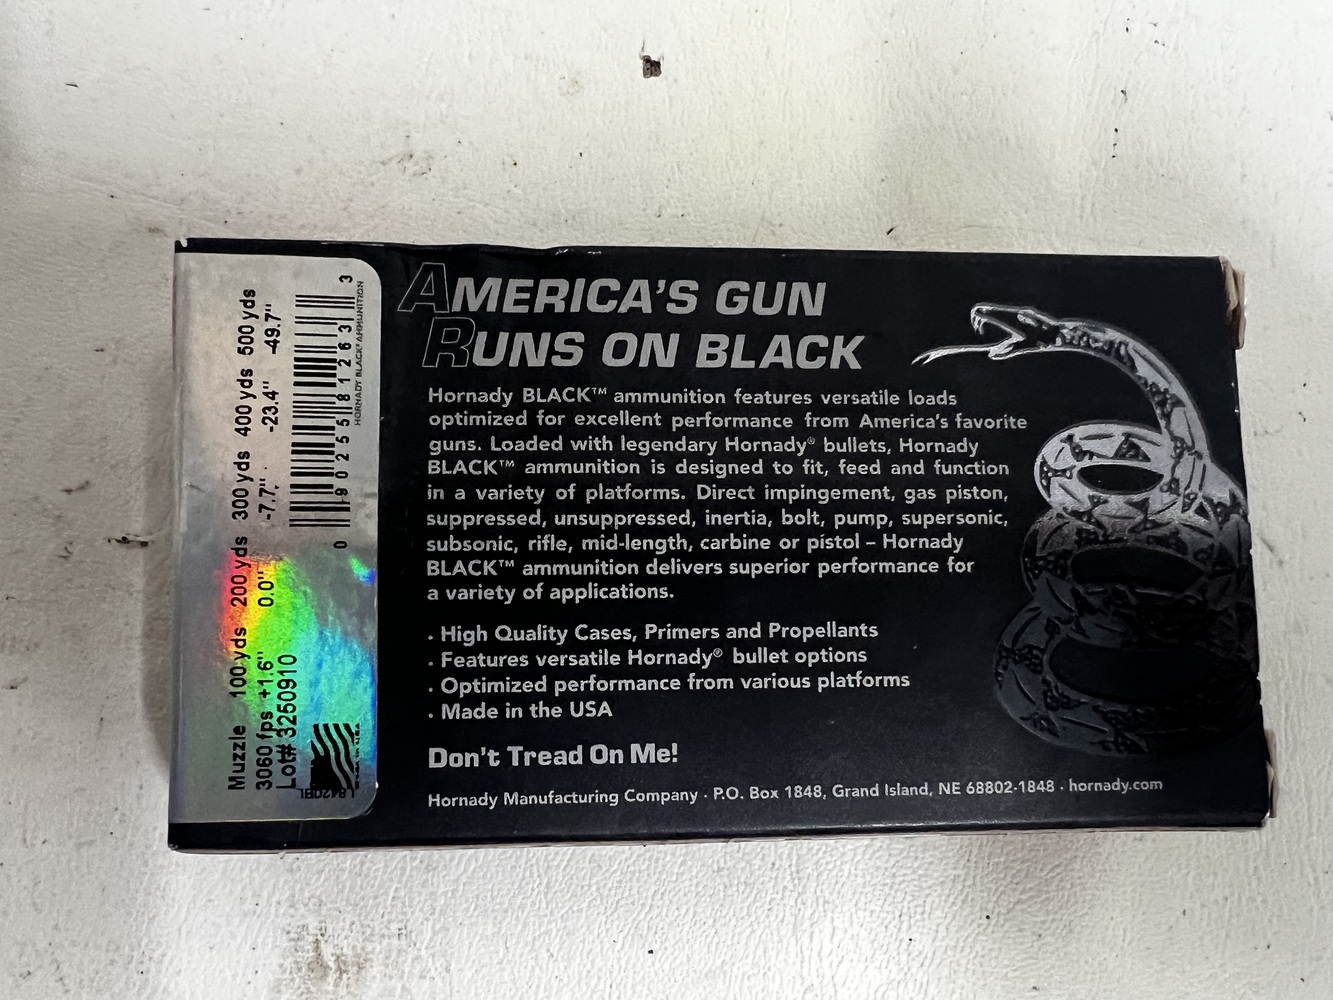 AMERICA'S GUN
RUNS ON BLACK
Hornady BLACK™ ammunition features versatile loads
optimized for excellent performance from America's favorite
guns. Loaded with legendary Hornady® bullets, Hornady
BLACK™ ammunition is designed to fit, feed and function
in a variety of platforms. Direct impingement, gas piston,
suppressed, unsuppressed, inertia, bolt, pump, supersonic,
subsonic, rifle, mid-length, carbine or pistol – Hornady
BLACK™ ammunition delivers superior performance for
a variety of applications.
· High Quality Cases, Primers and Propellants
· Features versatile Hornady® bullet options
· Optimized performance from various platforms
· Made in the USA
Don't Tread On Me!
Hornady Manufacturing Company · P.O. Box 1848, Grand Island, NE 68802-1848 · hornady.com
Muzzle 100 yds 200 yds 300 yds 400 yds 500 yds
3060 fps +1.6" 0.0" -7.7" -23.4" -49.7"
Lot# 3250910
0 90255 81263 3
HORNADY BLACK® AMMUNITION